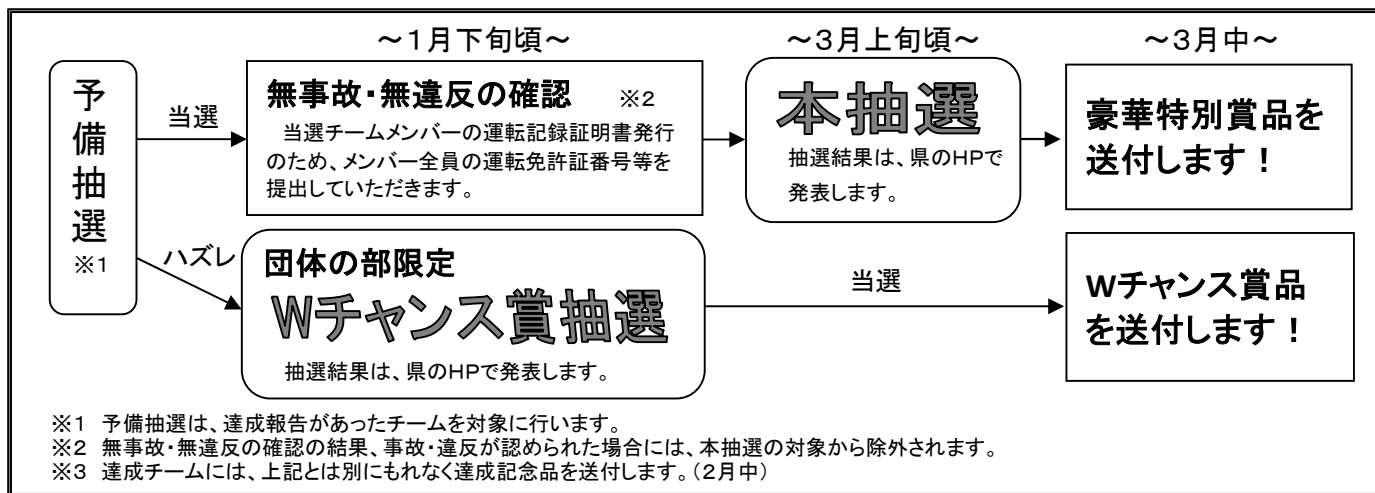 ~1月下旬頃~
~3月上旬頃~
~3月中~
予備抽選
※1
当選
無事故・無違反の確認 ※2
当選チームメンバーの運転記録証明書発行
のため、メンバー全員の運転免許証番号等を
提出していただきます。
本抽選
抽選結果は、県のHPで
発表します。
豪華特別賞品を
送付します!
ハズレ
団体の部限定
Wチャンス賞抽選
抽選結果は、県のHPで発表します。
当選
Wチャンス賞品
を送付します!
※1 予備抽選は、達成報告があったチームを対象に行います。
※2 無事故・無違反の確認の結果、事故・違反が認められた場合には、本抽選の対象から除外されます。
※3 達成チームには、上記とは別にもれなく達成記念品を送付します。(2月中)